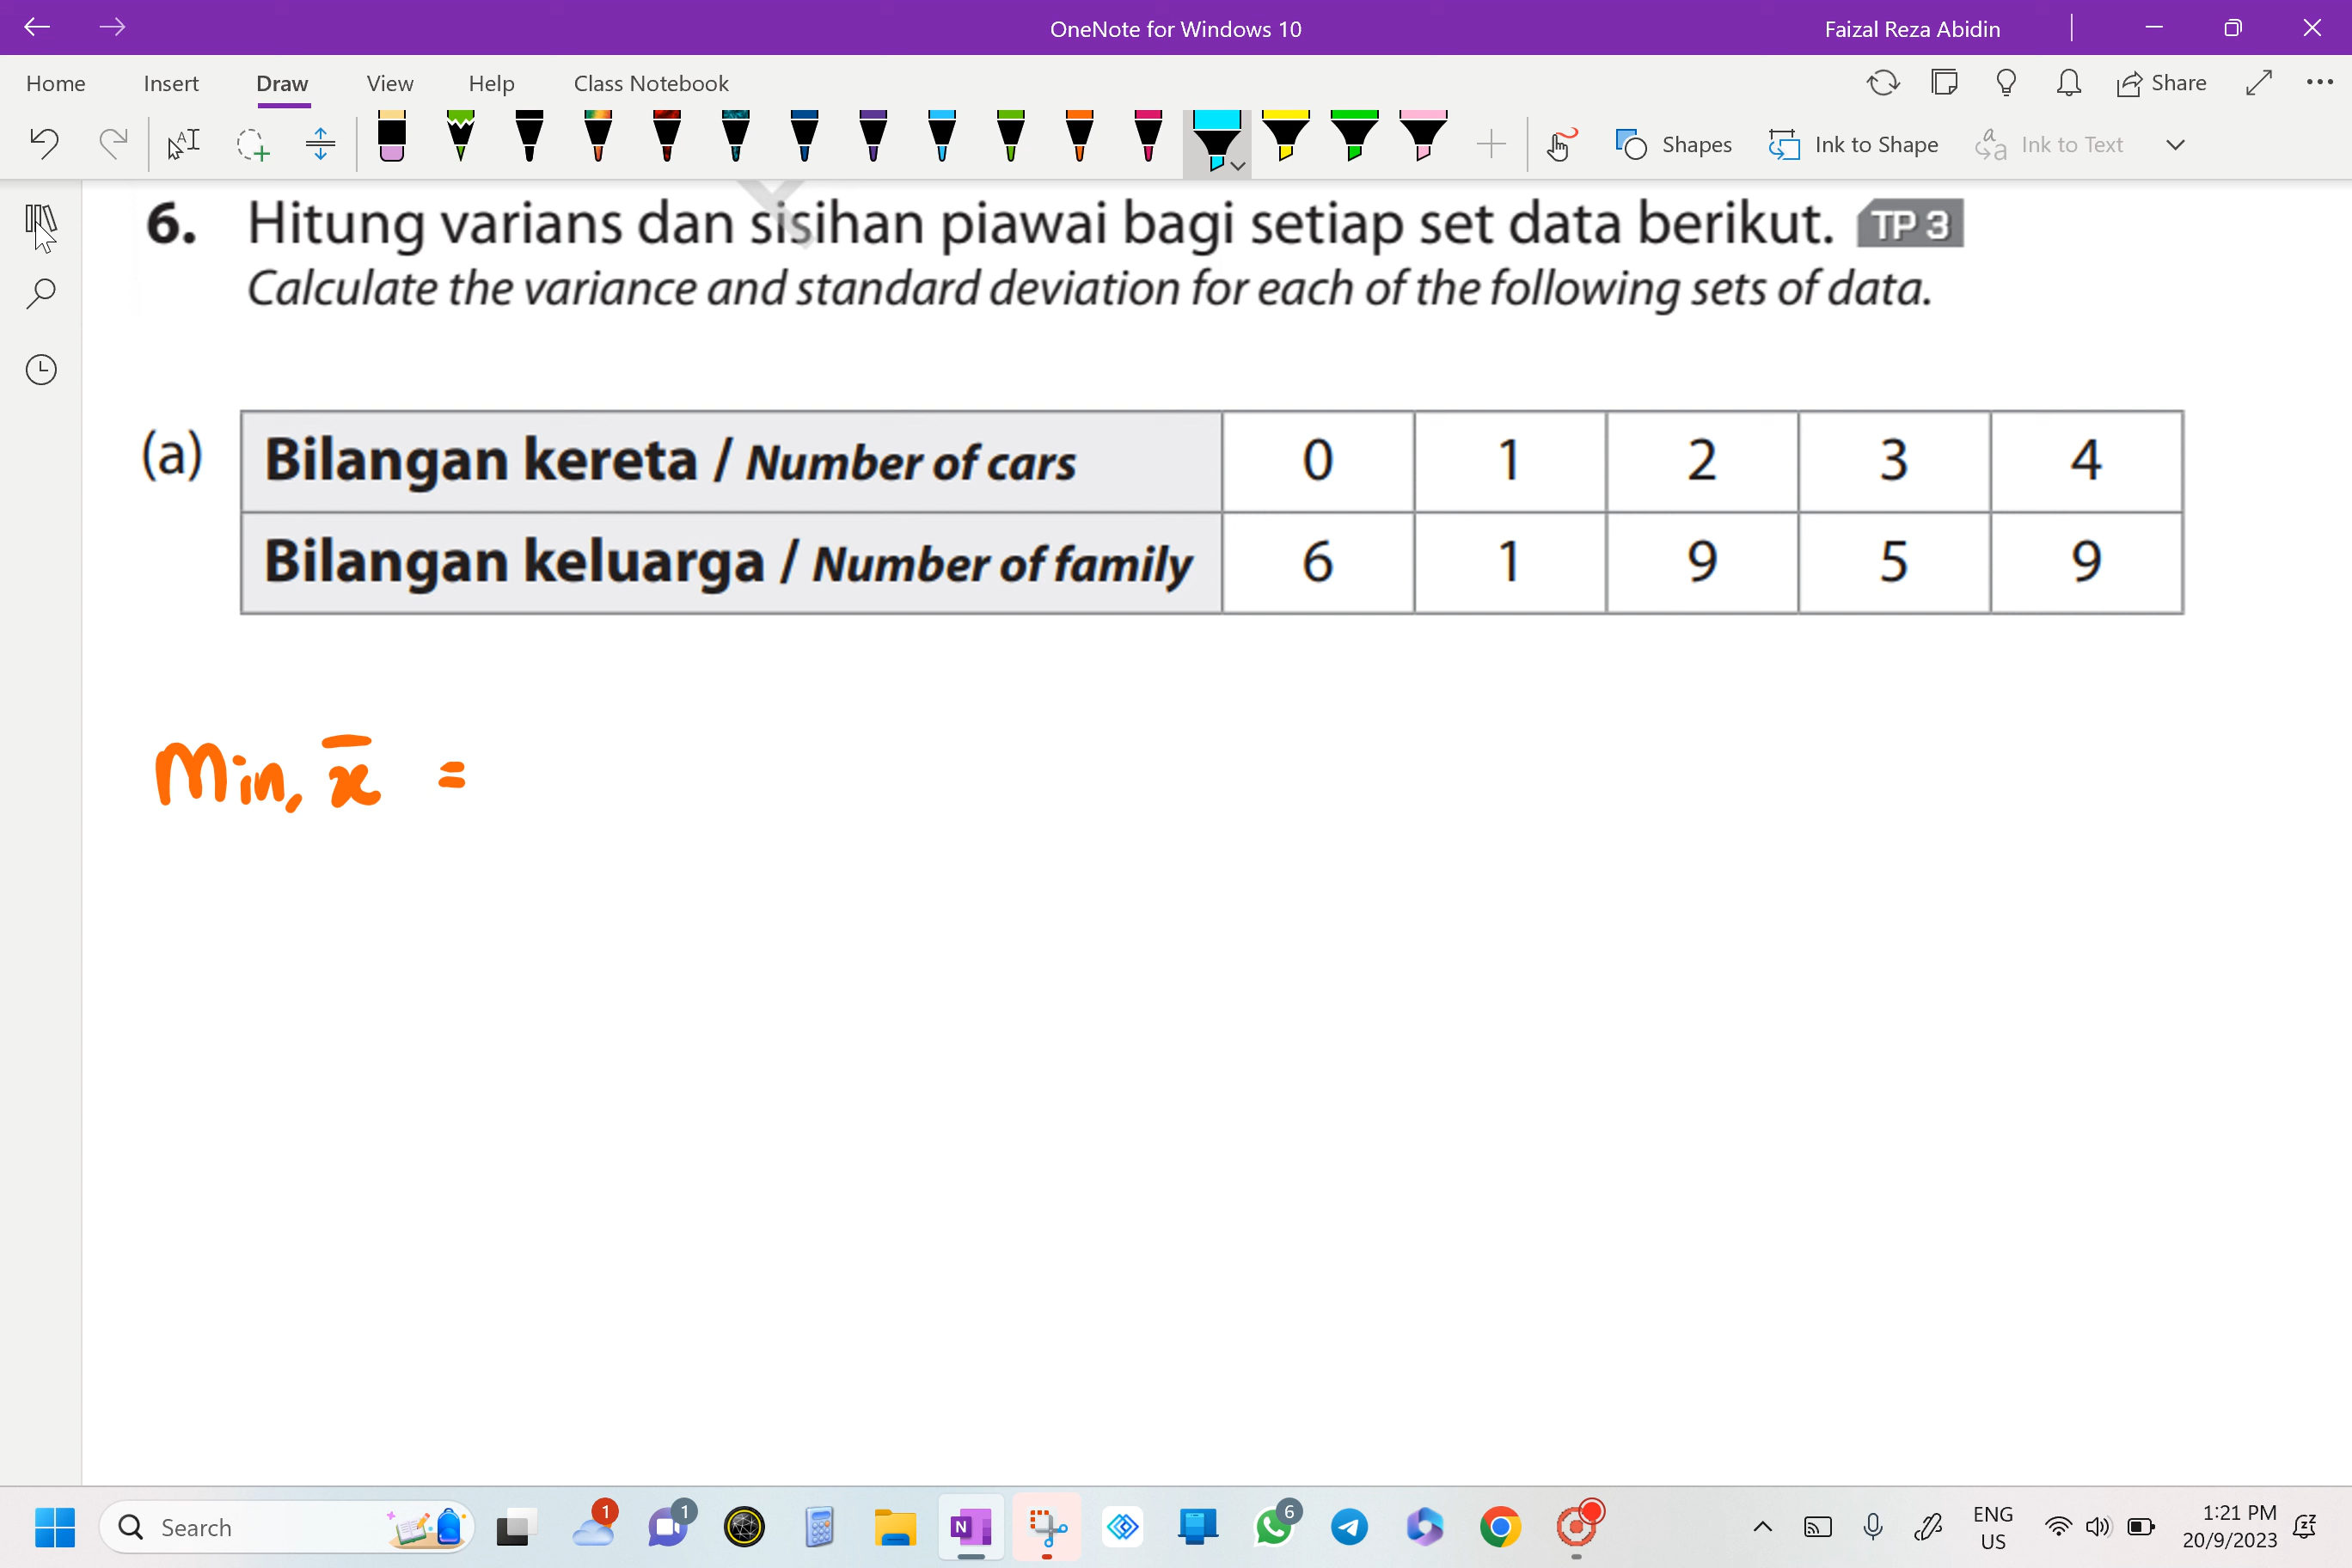 OneNote for Windows 10
Faizal Reza Abidin
Home Insert Draw View Help Class Notebook
Share
Shapes Ink to Shape Ink to Text
6. Hitung varians dan sisihan piawai bagi setiap set data berikut. TP 3
Calculate the variance and standard deviation for each of the following sets of data.
(a) Bilangan kereta / Number of cars 0 1 2 3 4
Bilangan keluarga / Number of family 6 1 9 5 9
Min, x̄ =
Search
1
1
6
ENG
US
1:21 PM
20/9/2023